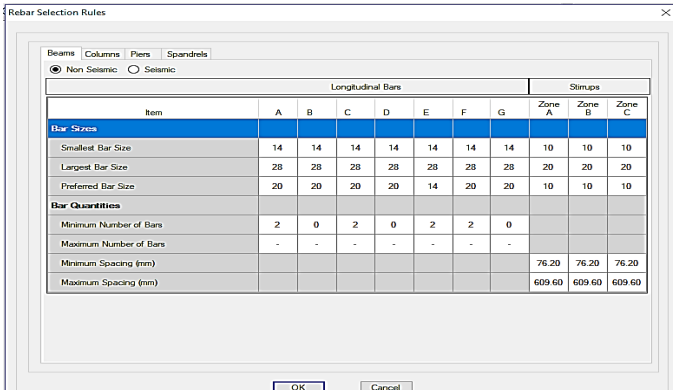 Rebar Selection Rules
Beams Columns Piers Spandrels
Non Seismic Seismic
Longitudinal Bars Stirrups
Item A B C D E F G Zone A Zone B Zone C
Bar Sizes
Smallest Bar Size 14 14 14 14 14 14 14 10 10 10
Largest Bar Size 28 28 28 28 28 28 28 20 20 20
Preferred Bar Size 20 20 20 20 14 20 20 10 10 10
Bar Quantities
Minimum Number of Bars 2 0 2 0 2 2 0
Maximum Number of Bars - - - - - - -
Minimum Spacing (mm) 76.20 76.20 76.20
Maximum Spacing (mm) 609.60 609.60 609.60
OK Cancel